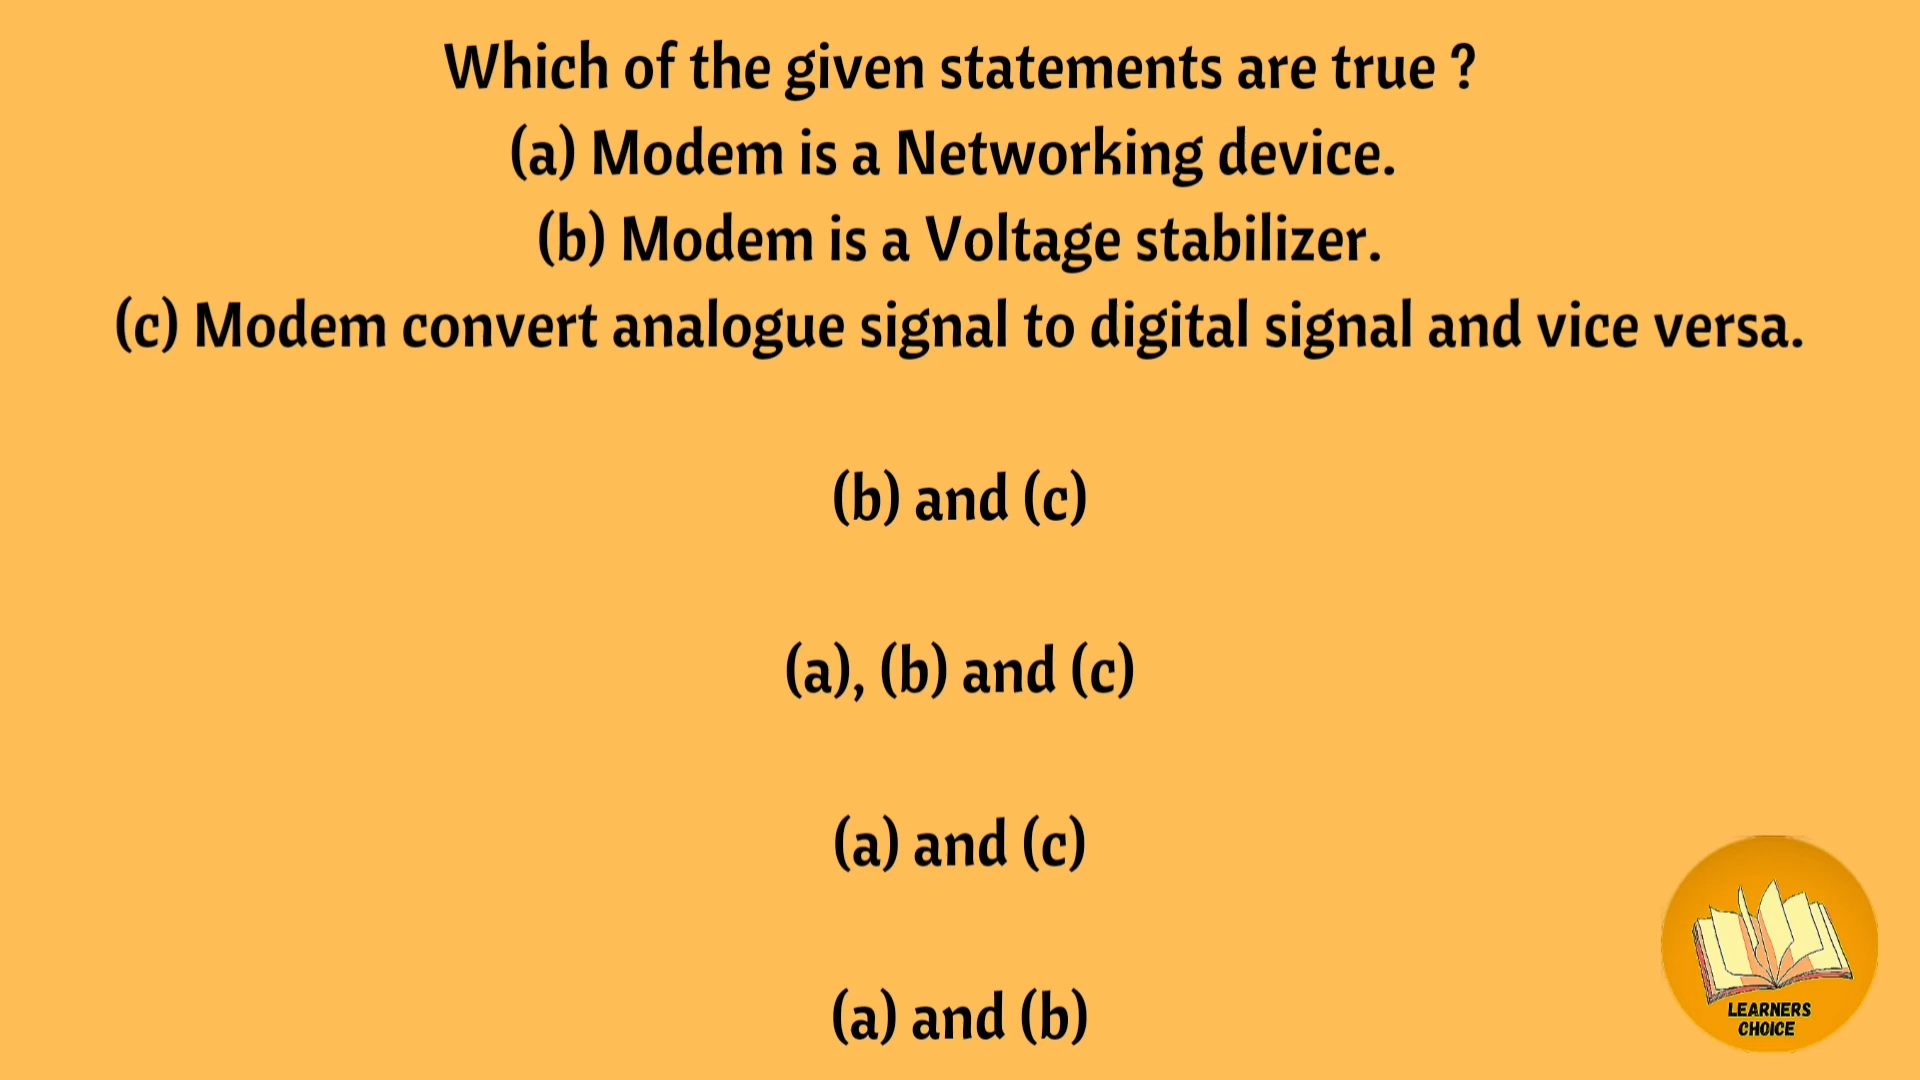 Which of the given statements are true ?
(a) Modem is a Networking device.
(b) Modem is a Voltage stabilizer.
(c) Modem convert analogue signal to digital signal and vice versa.
(b) and (c)
(a), (b) and (c)
(a) and (c)
(a) and (b)
LEARNERS
CHOICE